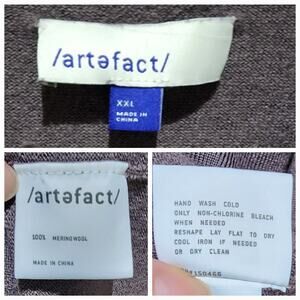 /artəfact/
XXL
MADE IN
CHINA
/artəfact/
100% MERINOWOOL
MADE IN CHINA
HAND WASH COLD
ONLY NON-CHLORINE BLEACH
WHEN NEEDED
RESHAPE LAY FLAT TO DRY
COOL IRON IF NEEDED
OR DRY CLEAN